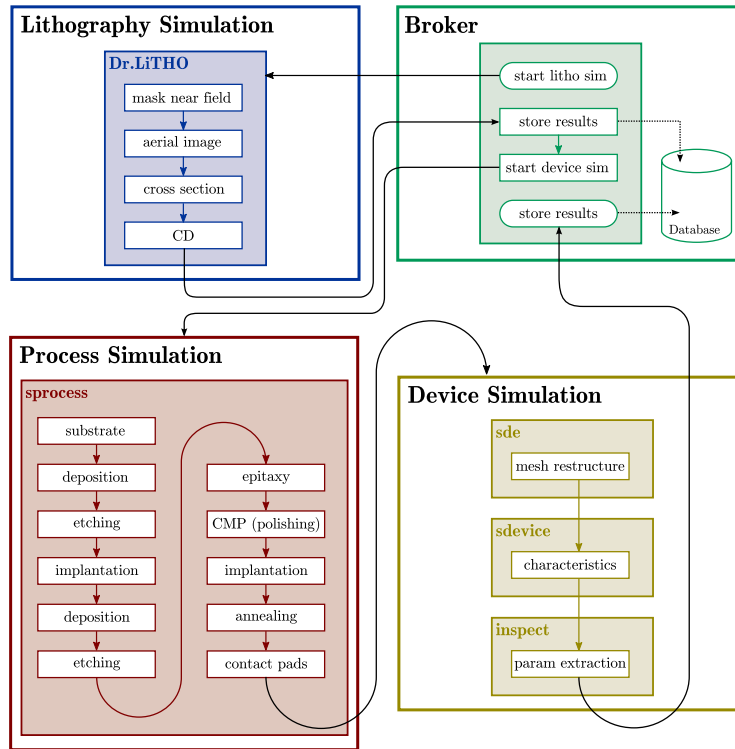 Lithography Simulation
Dr.LiTHO
mask near field
aerial image
cross section
CD
Broker
start litho sim
store results
start device sim
store results
Database
Process Simulation
sprocess
substrate
deposition
etching
implantation
deposition
etching
epitaxy
CMP (polishing)
implantation
annealing
contact pads
Device Simulation
sde
mesh restructure
sdevice
characteristics
inspect
param extraction